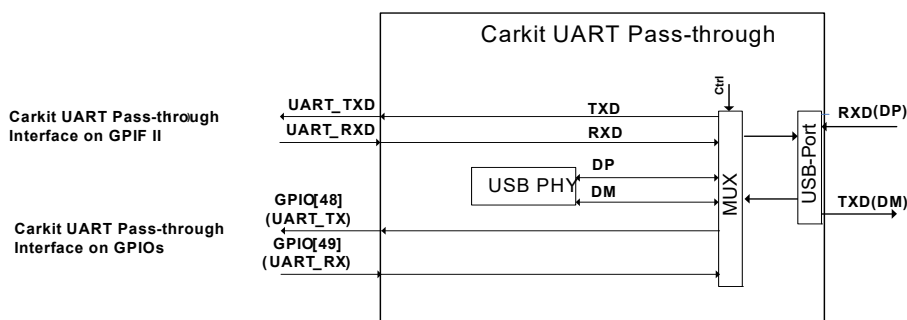 Carkit UART Pass-through
Ctrl
Carkit UART Pass-through
Interface on GPIF II
UART_TXD
TXD
UART_RXD
RXD
RXD(DP)
USB PHY
DP
DM
MUX
USB-Port
TXD(DM)
Carkit UART Pass-through
Interface on GPIOs
GPIO[48]
(UART_TX)
GPIO[49]
(UART_RX)